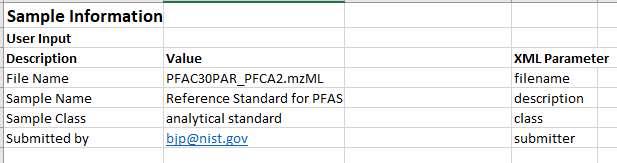 Sample Information
User Input
Description Value XML Parameter
File Name PFAC30PAR_PFCA2.mzML filename
Sample Name Reference Standard for PFAS description
Sample Class analytical standard class
Submitted by bjp@nist.gov submitter